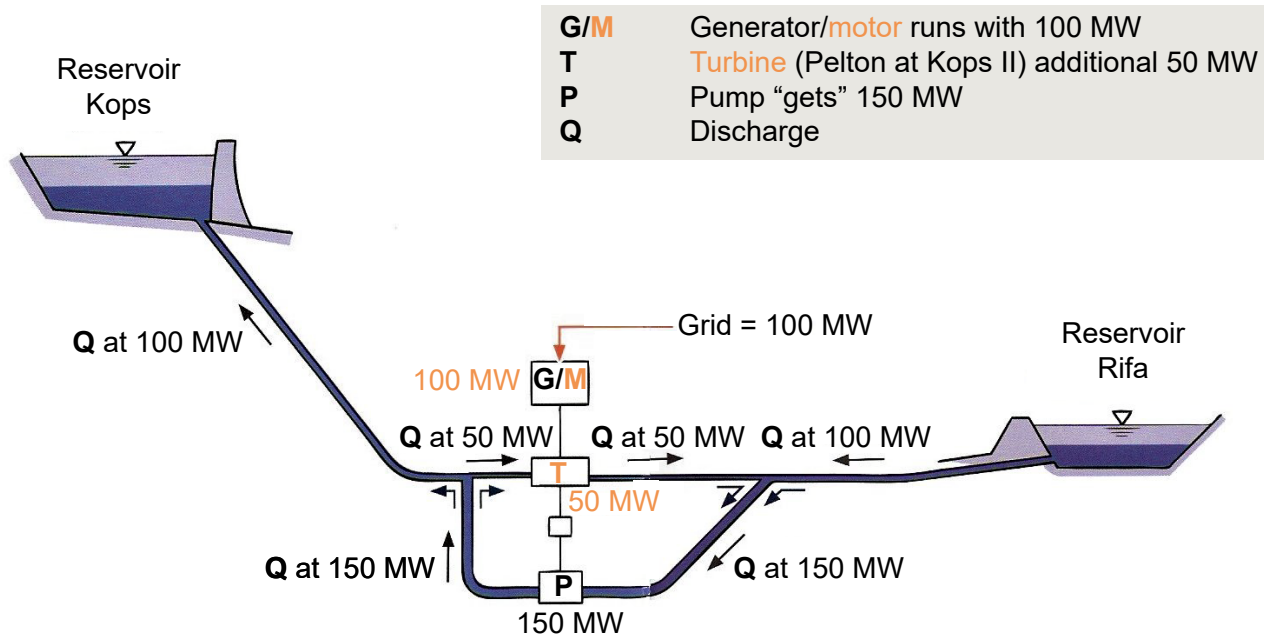 G/M Generator/motor runs with 100 MW
T Turbine (Pelton at Kops II) additional 50 MW
P Pump “gets” 150 MW
Q Discharge
Reservoir
Kops
Q at 100 MW
Grid = 100 MW
Reservoir
Rifa
100 MW
G/M
Q at 50 MW
Q at 50 MW
Q at 100 MW
T
50 MW
Q at 150 MW
Q at 150 MW
P
150 MW